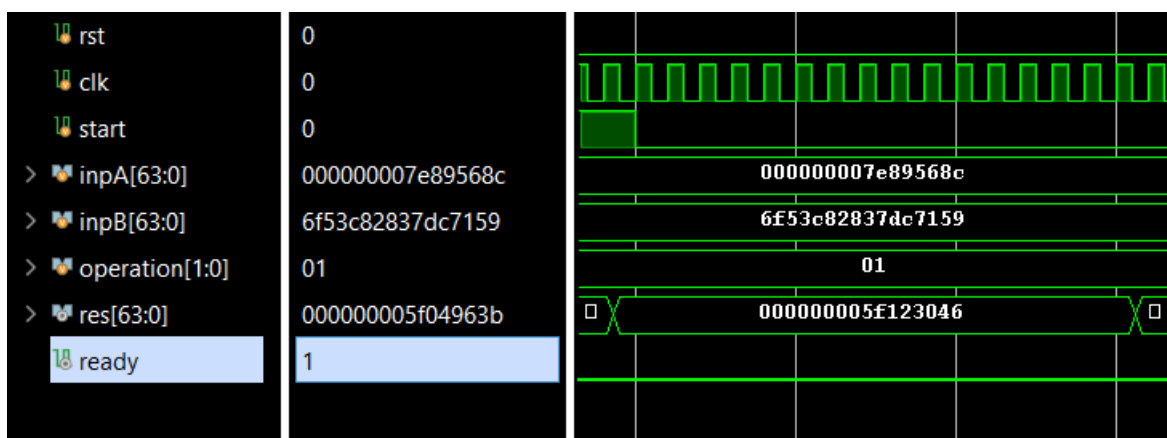 rst 0
clk 0
start 0
inpA[63:0] 000000007e89568c 000000007e89568c
inpB[63:0] 6f53c82837dc7159 6f53c82837dc7159
operation[1:0] 01 01
res[63:0] 000000005f04963b 000000005f123046
ready 1